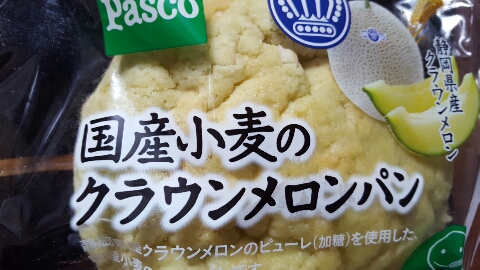 Pasco
静岡県産
クラウンメロン
国産小麦の
クラウンメロンパン
クラウンメロンのピューレ(加糖)を使用した、